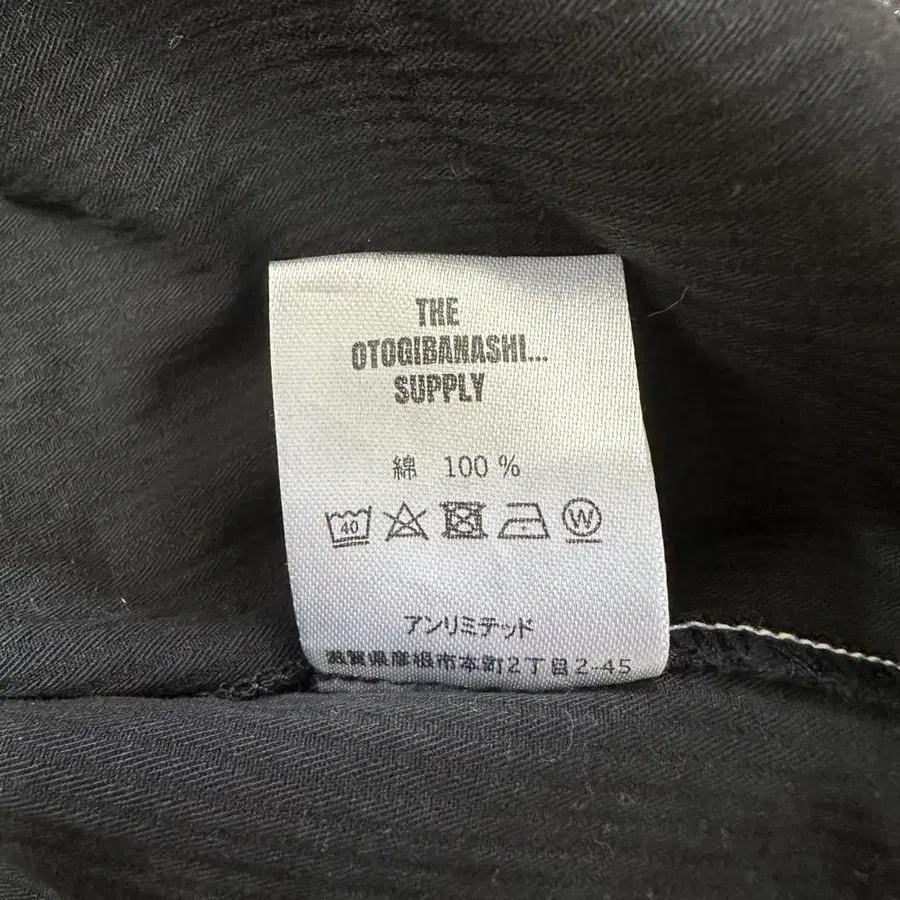 THE
OTOGIBANASHI...
SUPPLY
綿 100%
40 W
アンリミテッド
滋賀県彦根市本町2丁目2-45